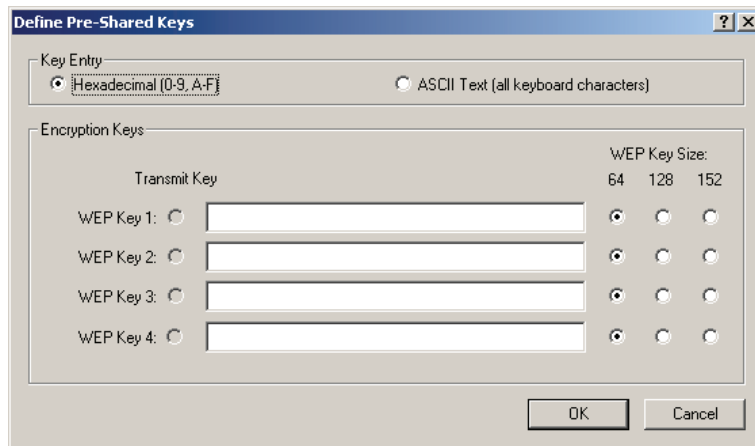 Define Pre-Shared Keys
Key Entry
Hexadecimal (0-9, A-F)
ASCII Text (all keyboard characters)
Encryption Keys
WEP Key Size:
Transmit Key
64 128 152
WEP Key 1:
WEP Key 2:
WEP Key 3:
WEP Key 4:
OK
Cancel